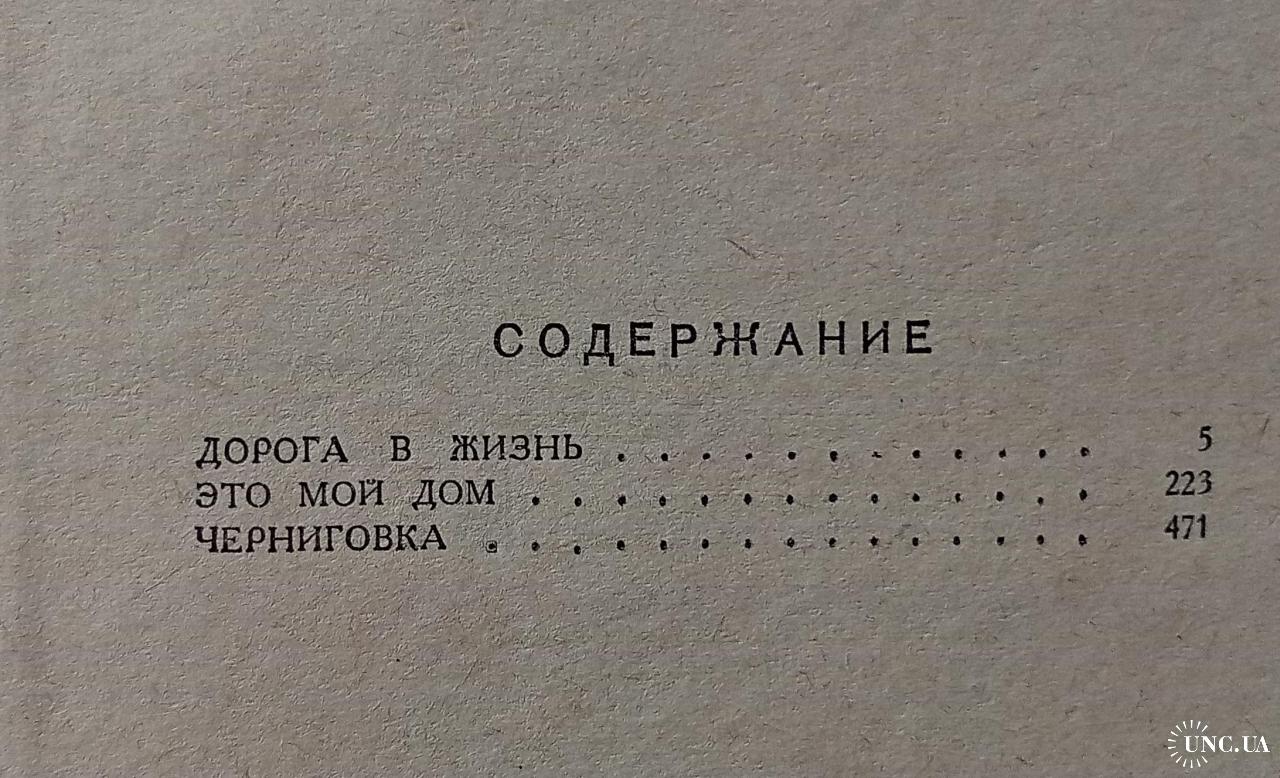 СОДЕРЖАНИЕ
ДОРОГА В ЖИЗНЬ . . . . . . . . . . . . 5
ЭТО МОЙ ДОМ . . . . . . . . . . . . . . 223
ЧЕРНИГОВКА . . . . . . . . . . . . . . . 471
UNC.UA